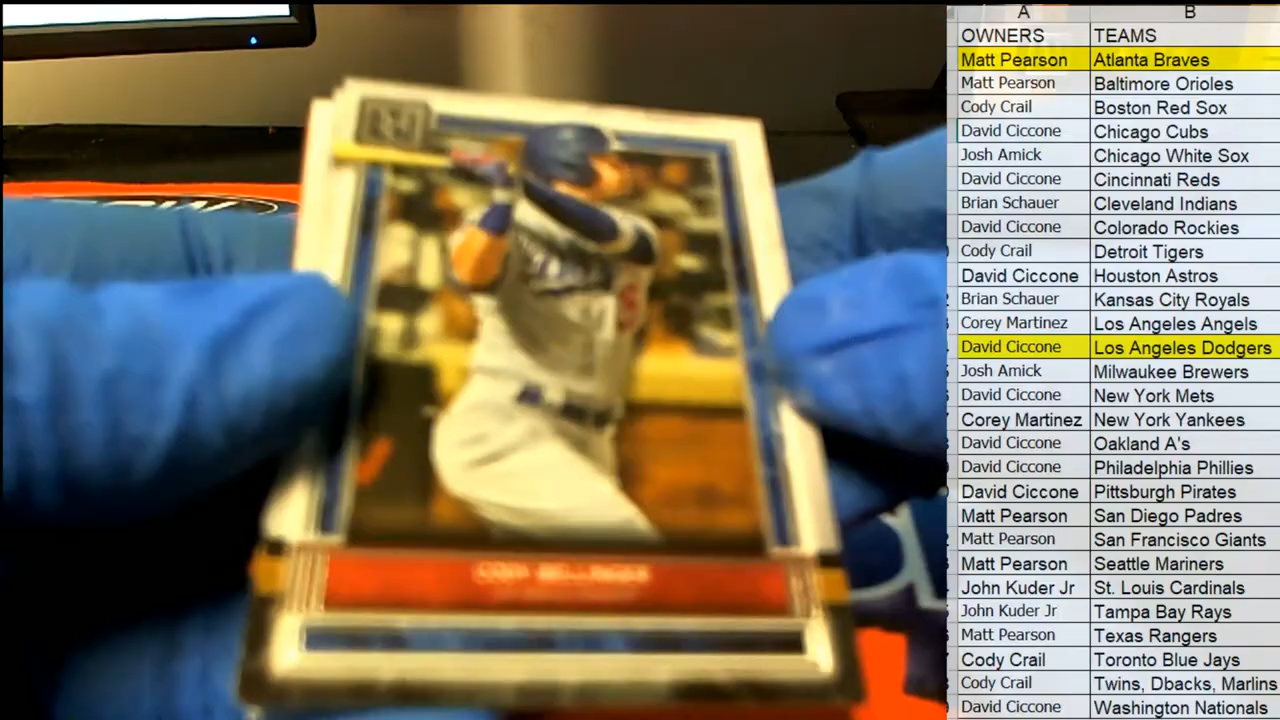 A B
OWNERS TEAMS
Matt Pearson Atlanta Braves
Matt Pearson Baltimore Orioles
Cody Crail Boston Red Sox
David Ciccone Chicago Cubs
Josh Amick Chicago White Sox
David Ciccone Cincinnati Reds
Brian Schauer Cleveland Indians
David Ciccone Colorado Rockies
Cody Crail Detroit Tigers
David Ciccone Houston Astros
Brian Schauer Kansas City Royals
Corey Martinez Los Angeles Angels
David Ciccone Los Angeles Dodgers
Josh Amick Milwaukee Brewers
David Ciccone New York Mets
Corey Martinez New York Yankees
David Ciccone Oakland A's
David Ciccone Philadelphia Phillies
David Ciccone Pittsburgh Pirates
Matt Pearson San Diego Padres
Matt Pearson San Francisco Giants
Matt Pearson Seattle Mariners
John Kuder Jr St. Louis Cardinals
John Kuder Jr Tampa Bay Rays
Matt Pearson Texas Rangers
Cody Crail Toronto Blue Jays
Cody Crail Twins, Dbacks, Marlins
David Ciccone Washington Nationals
CODY BELLINGER